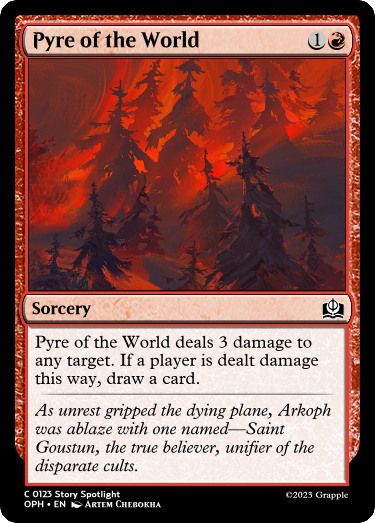 Pyre of the World 1
Sorcery
Pyre of the World deals 3 damage to
any target. If a player is dealt damage
this way, draw a card.
As unrest gripped the dying plane, Arkoph
was ablaze with one named—Saint
Goustun, the true believer, unifier of the
disparate cults.
C 0123 Story Spotlight
OPH • EN Artem Chebokha
©2023 Grapple